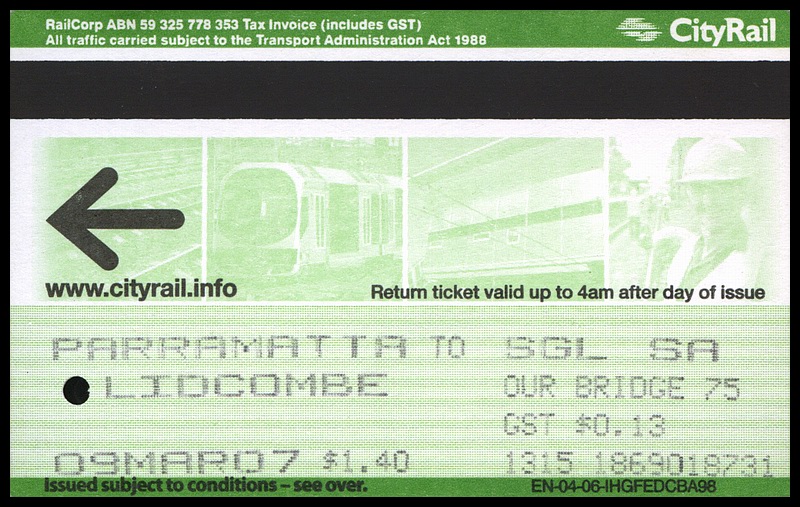 RailCorp ABN 59 325 778 353 Tax Invoice (includes GST)
All traffic carried subject to the Transport Administration Act 1988
CityRail
www.cityrail.info
Return ticket valid up to 4am after day of issue
PARRAMATTA TO SGL SA
LIDCOMBE OUR BRIDGE 75
GST $0.13
09MAR07 $1.40 1315 1869018731
Issued subject to conditions – see over.
EN-04-06-IHGFEDCBA98